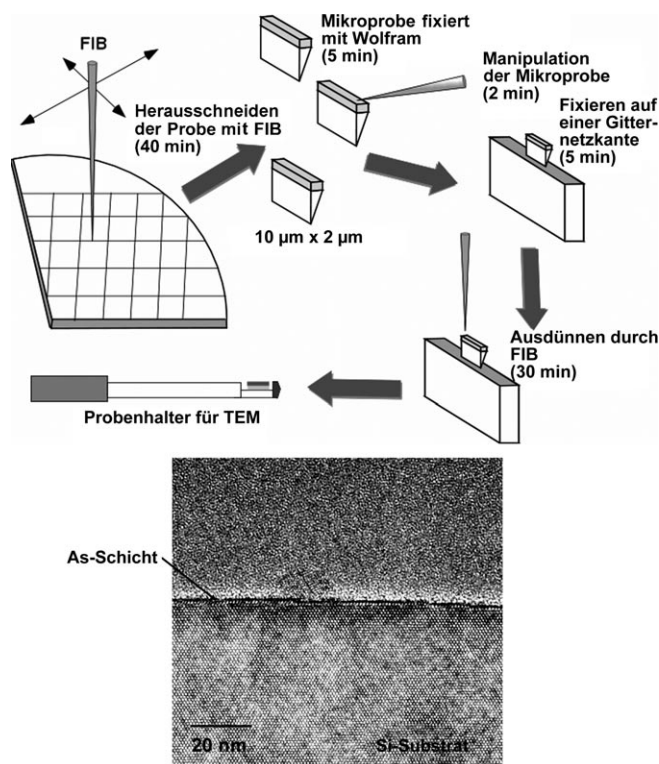 FIB
Herausschneiden
der Probe mit FIB
(40 min)
Mikroprobe fixiert
mit Wolfram
(5 min)
Manipulation
der Mikroprobe
(2 min)
Fixieren auf
einer Gitter-
netzkante
(5 min)
10 µm x 2 µm
Ausdünnen durch
FIB
(30 min)
Probenhalter für TEM
As-Schicht
20 nm
Si-Substrat